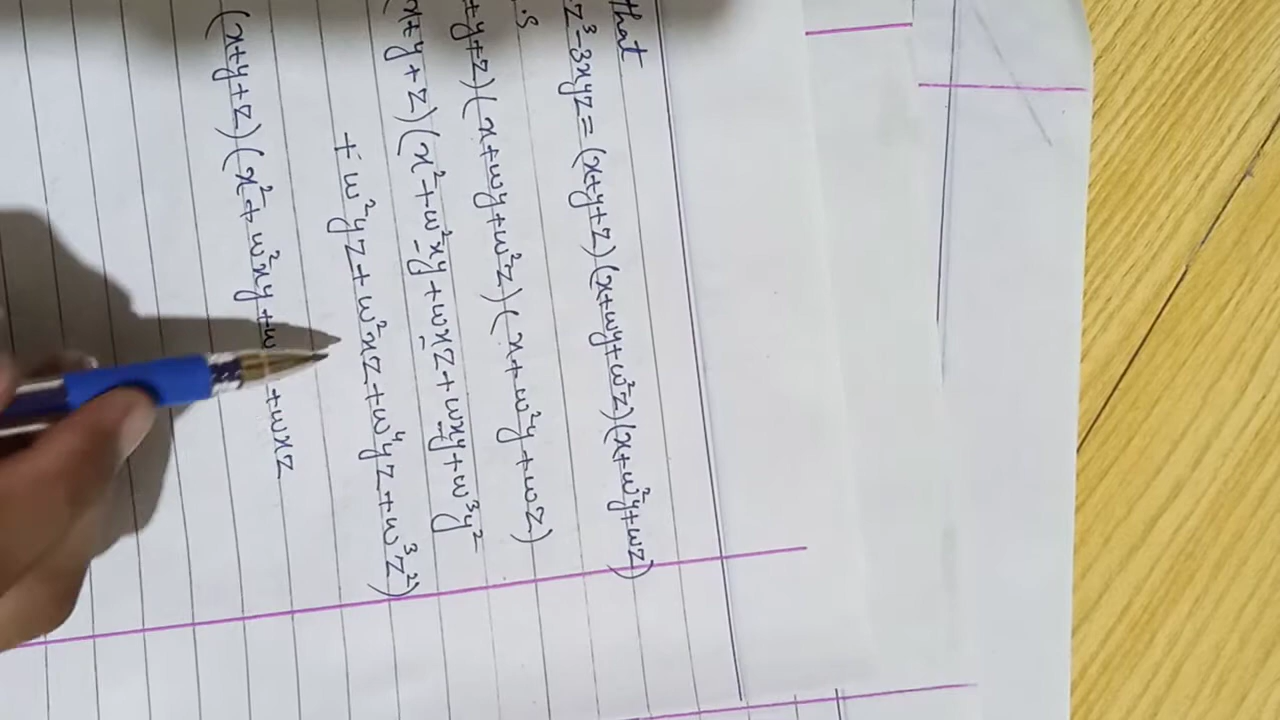 that
z³-3xyz = (x+y+z)(x+ωy+ω²z)(x+ω²y+ωz)
.S
+y+z)(x+ωy+ω²z)(x+ω²y+ωz)
x+y+z)(x²+ω²xy+ωxz+ωxy+ω³y²
+ω²yz+ω²xz+ω⁴yz+ω³z²)
(x+y+z)(x²+ω²xy+ω +ωxz